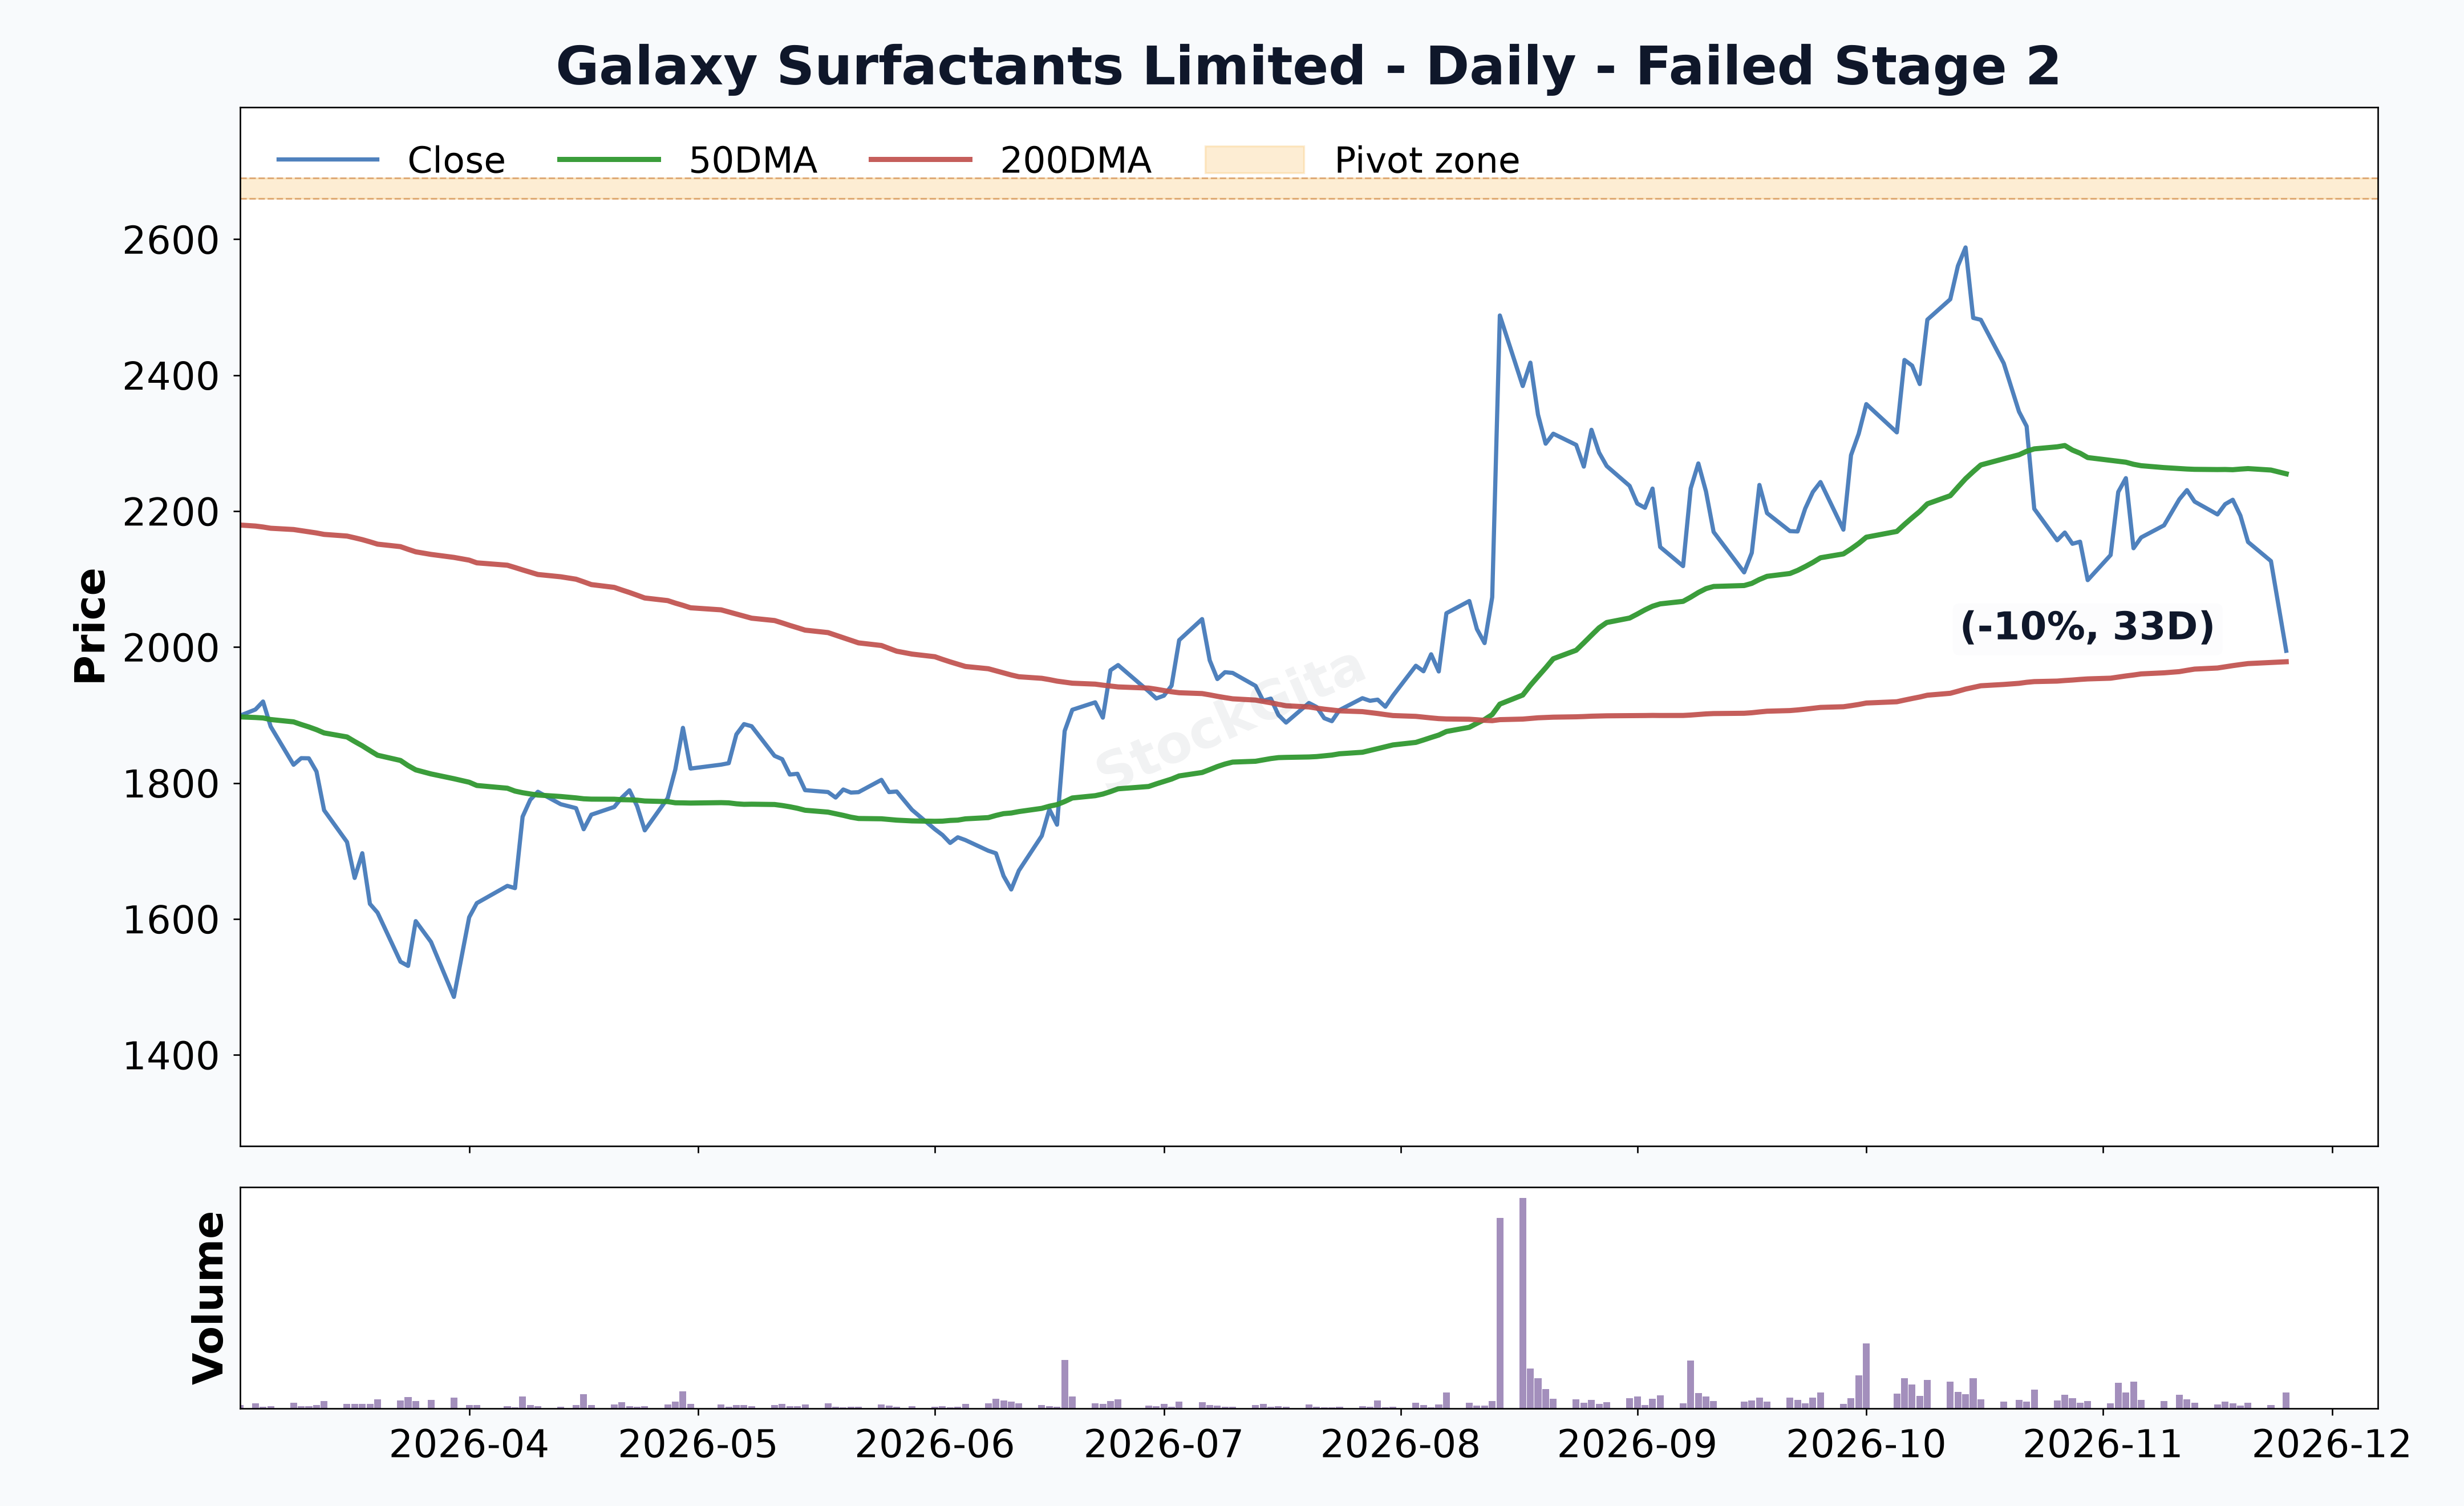 Galaxy Surfactants Limited - Daily - Failed Stage 2
Close 50DMA 200DMA Pivot zone
Price
2600
2400
2200
2000
1800
1600
1400
(-10%, 33D)
StockGita
Volume
2026-04 2026-05 2026-06 2026-07 2026-08 2026-09 2026-10 2026-11 2026-12